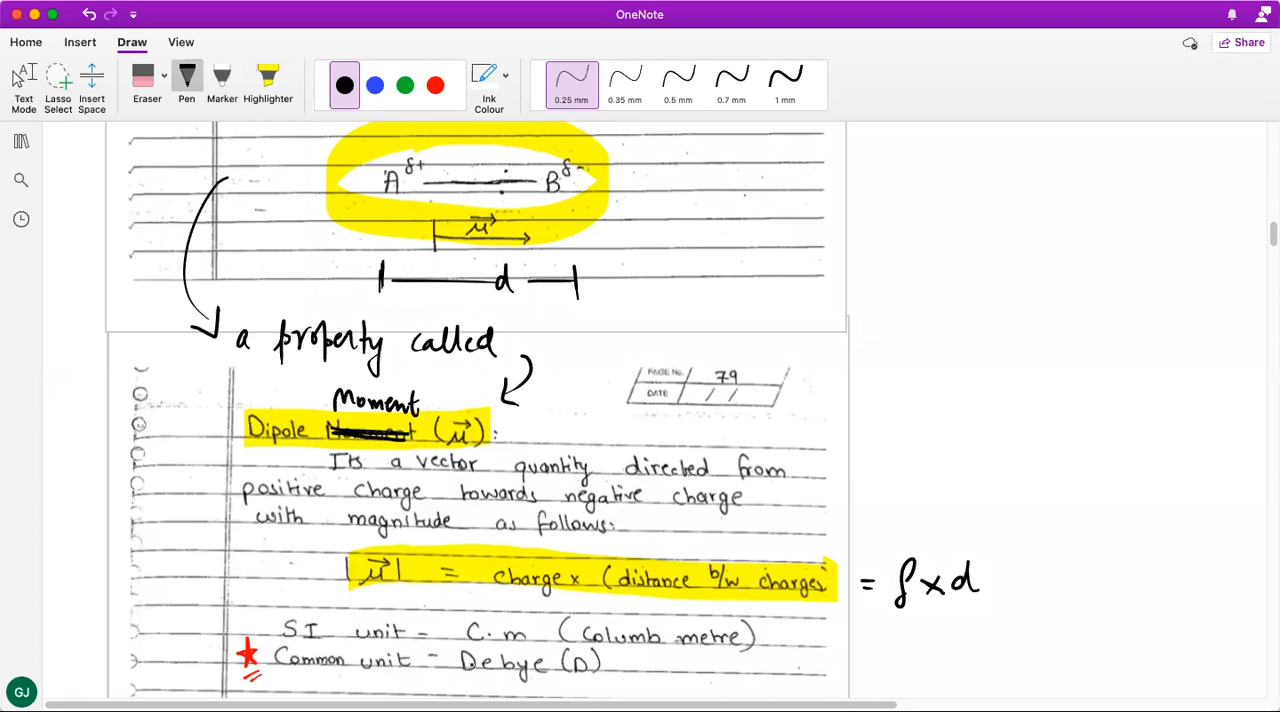 OneNote
Home Insert Draw View
Share
Text Mode
Lasso Select
Insert Space
Eraser
Pen
Marker
Highlighter
Ink Colour
0.25 mm
0.35 mm
0.5 mm
0.7 mm
1 mm
A δ+ B δ-
μ
d
a property called
PAGE No. 79
DATE / /
Moment
Dipole (μ⃗):
Its a vector quantity directed from
positive charge towards negative charge
with magnitude as follows:
|μ⃗| = charge x (distance b/w charges) = δ x d
SI unit - C.m (Columb metre)
Common unit - Debye (D)
GJ